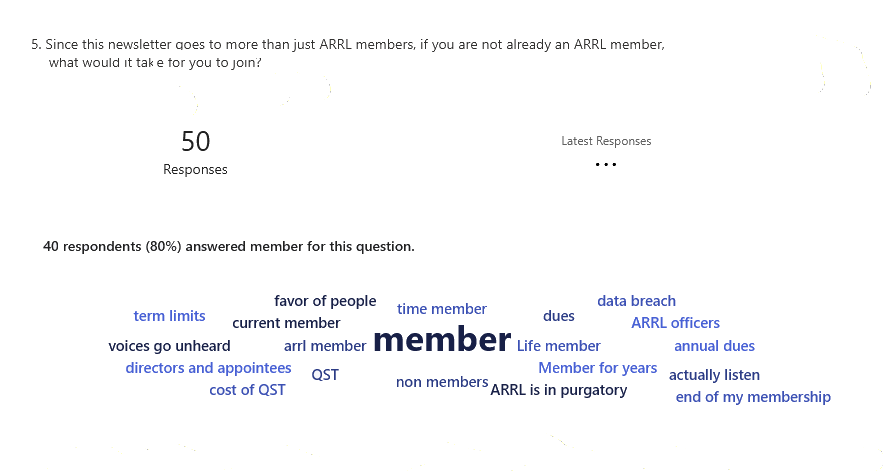 5. Since this newsletter goes to more than just ARRL members, if you are not already an ARRL member,
what would it take for you to join?
50
Responses
Latest Responses
...
40 respondents (80%) answered member for this question.
favor of people
data breach
time member
term limits
dues
current member
ARRL officers
member
voices go unheard
arrl member
Life member
annual dues
directors and appointees
Member for years
QST
actually listen
non members
cost of QST
ARRL is in purgatory
end of my membership